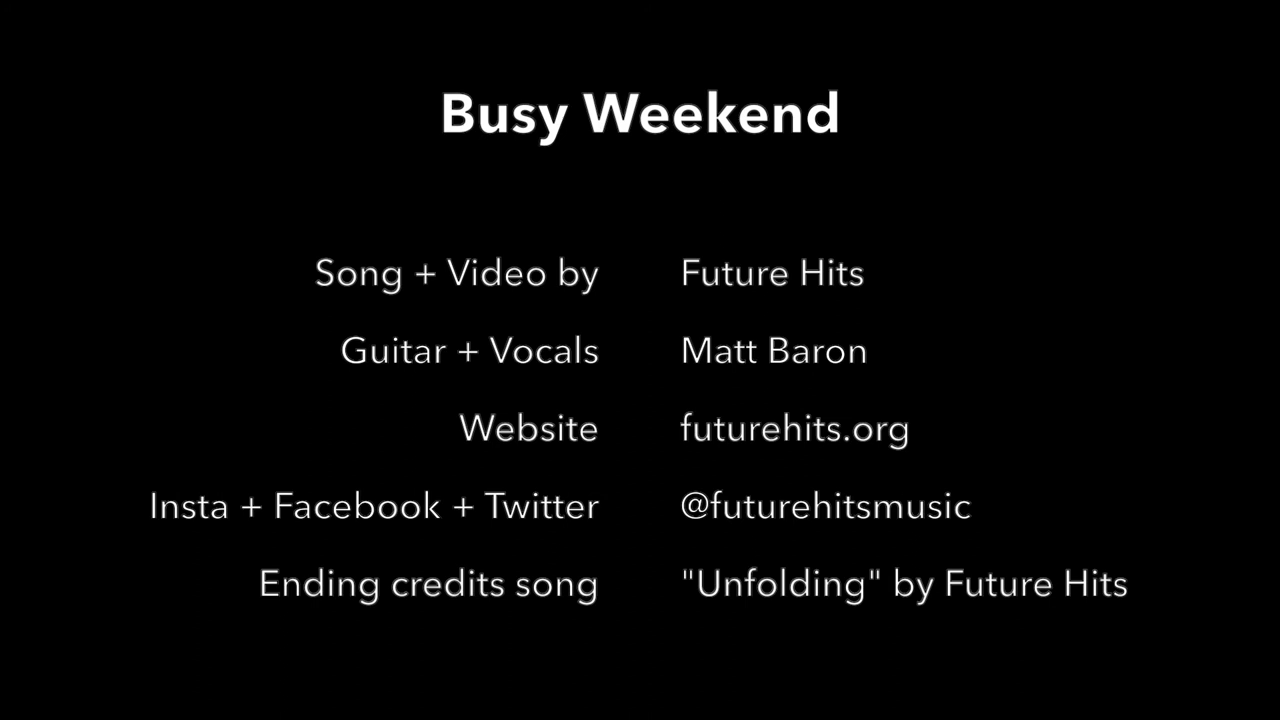 Busy Weekend
Song + Video by Future Hits
Guitar + Vocals Matt Baron
Website futurehits.org
Insta + Facebook + Twitter @futurehitsmusic
Ending credits song "Unfolding" by Future Hits